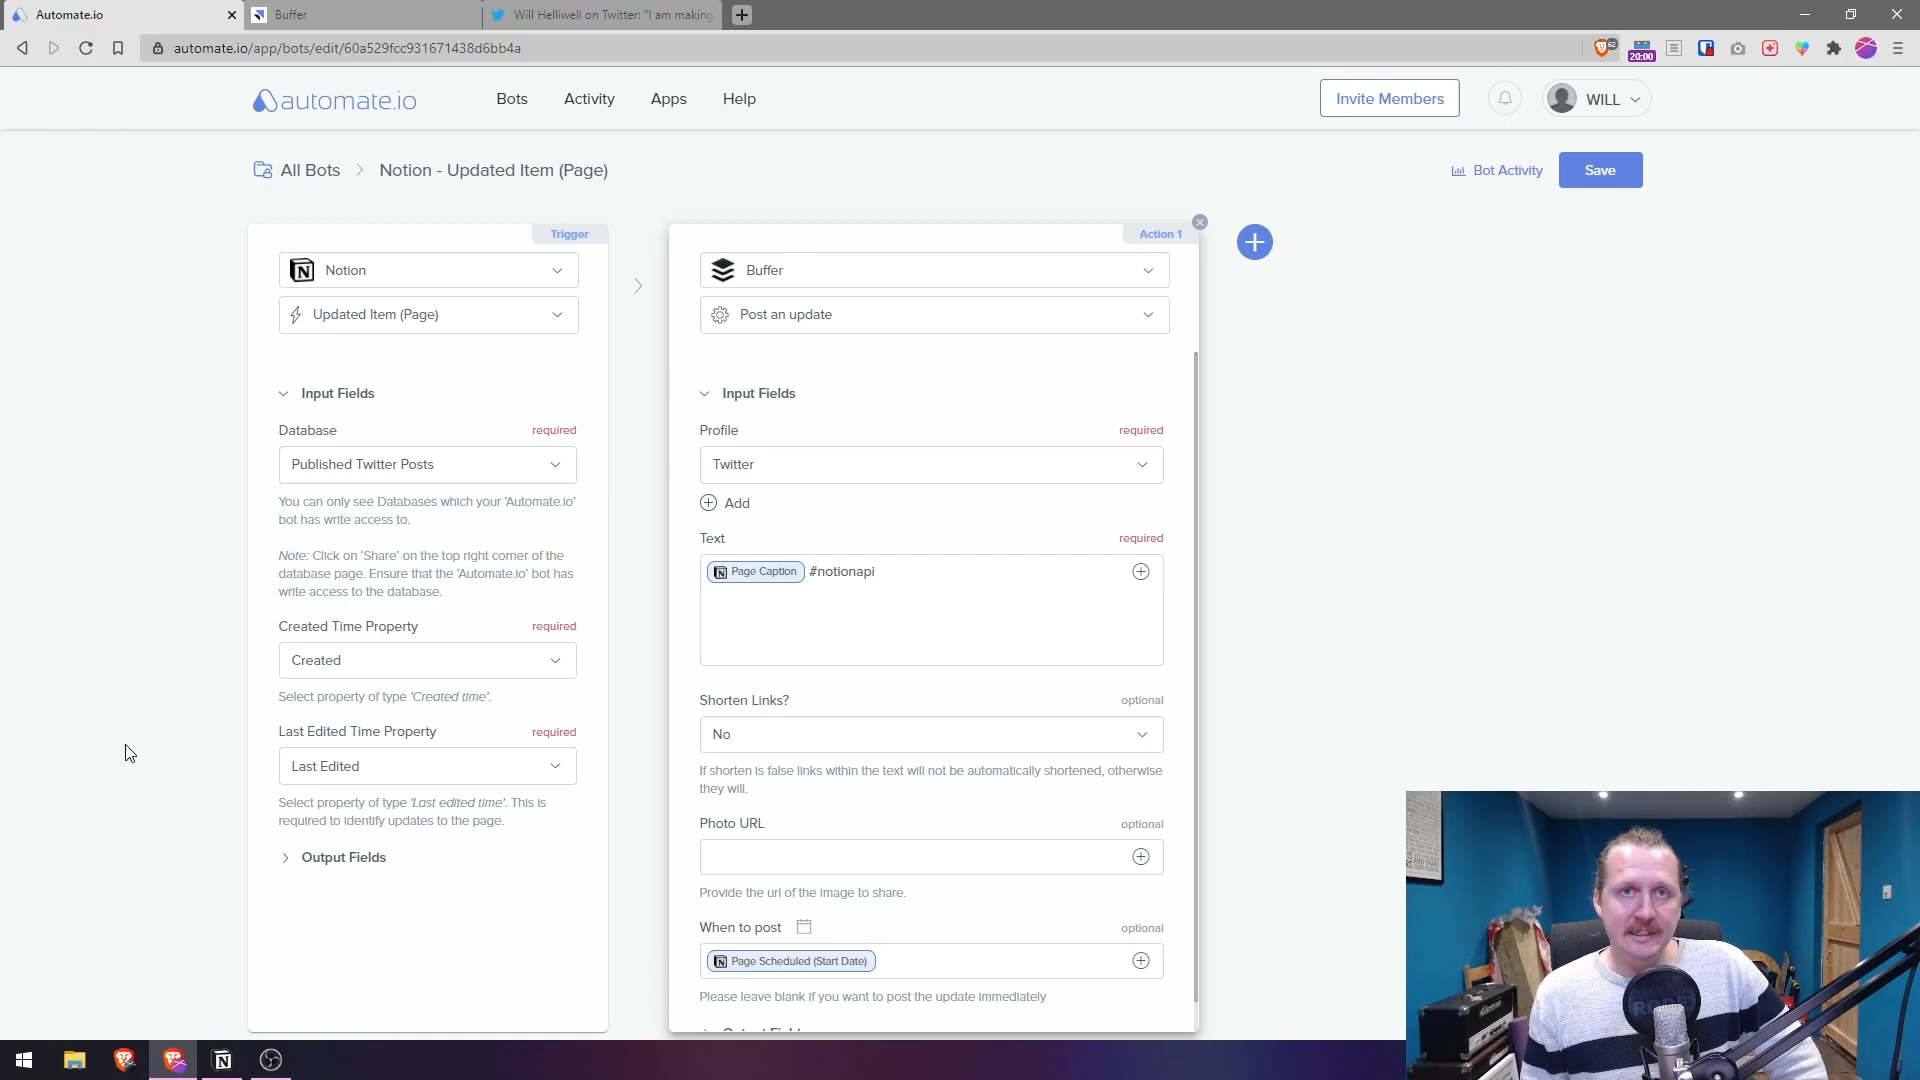 Automate.io
Buffer
Will Helliwell on Twitter: "I am making
automate.io/app/bots/edit/60a529fcc931671438d6bb4a
62
20:00
automate.io
Bots
Activity
Apps
Help
Invite Members
WILL
All Bots
Notion - Updated Item (Page)
Bot Activity
Save
Trigger
Notion
Updated Item (Page)
Input Fields
Database
required
Published Twitter Posts
You can only see Databases which your 'Automate.io'
bot has write access to.
Note: Click on 'Share' on the top right corner of the
database page. Ensure that the 'Automate.io' bot has
write access to the database.
Created Time Property
required
Created
Select property of type 'Created time'.
Last Edited Time Property
required
Last Edited
Select property of type 'Last edited time'. This is
required to identify updates to the page.
Output Fields
Action 1
Buffer
Post an update
Input Fields
Profile
required
Twitter
Add
Text
required
Page Caption #notionapi
Shorten Links?
optional
No
If shorten is false links within the text will not be automatically shortened, otherwise
they will.
Photo URL
optional
Provide the url of the image to share.
When to post
optional
Page Scheduled (Start Date)
Please leave blank if you want to post the update immediately